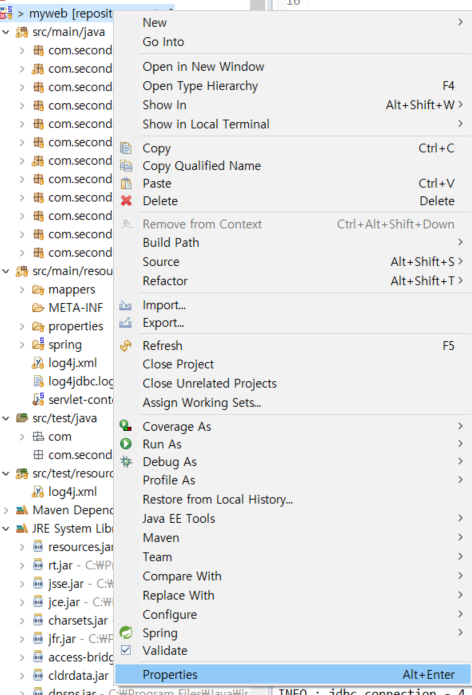 16
> myweb [reposit
src/main/java
com.second
com.second
com.second
com.second
com.second
com.second
com.second
com.second
com.second
com.second
com.second
com.second
src/main/resou
mappers
META-INF
properties
spring
log4j.xml
log4jdbc.log
servlet-cont
src/test/java
com
com.second
src/test/resourc
log4j.xml
Maven Depend
JRE System Libr
resources.jar
rt.jar - C:₩Pr
jsse.jar - C:₩
jce.jar - C:₩
charsets.jar
jfr.jar - C:₩P
access-bridg
cldrdata.jar
dnsns.jar - C:₩Program Files₩Java₩jr
New
Go Into
Open in New Window
Open Type Hierarchy F4
Show In Alt+Shift+W
Show in Local Terminal
Copy Ctrl+C
Copy Qualified Name
Paste Ctrl+V
Delete Delete
Remove from Context Ctrl+Alt+Shift+Down
Build Path
Source Alt+Shift+S
Refactor Alt+Shift+T
Import...
Export...
Refresh F5
Close Project
Close Unrelated Projects
Assign Working Sets...
Coverage As
Run As
Debug As
Profile As
Restore from Local History...
Java EE Tools
Maven
Team
Compare With
Replace With
Configure
Spring
Validate
Properties Alt+Enter
INFO : jdbc.connection - 4